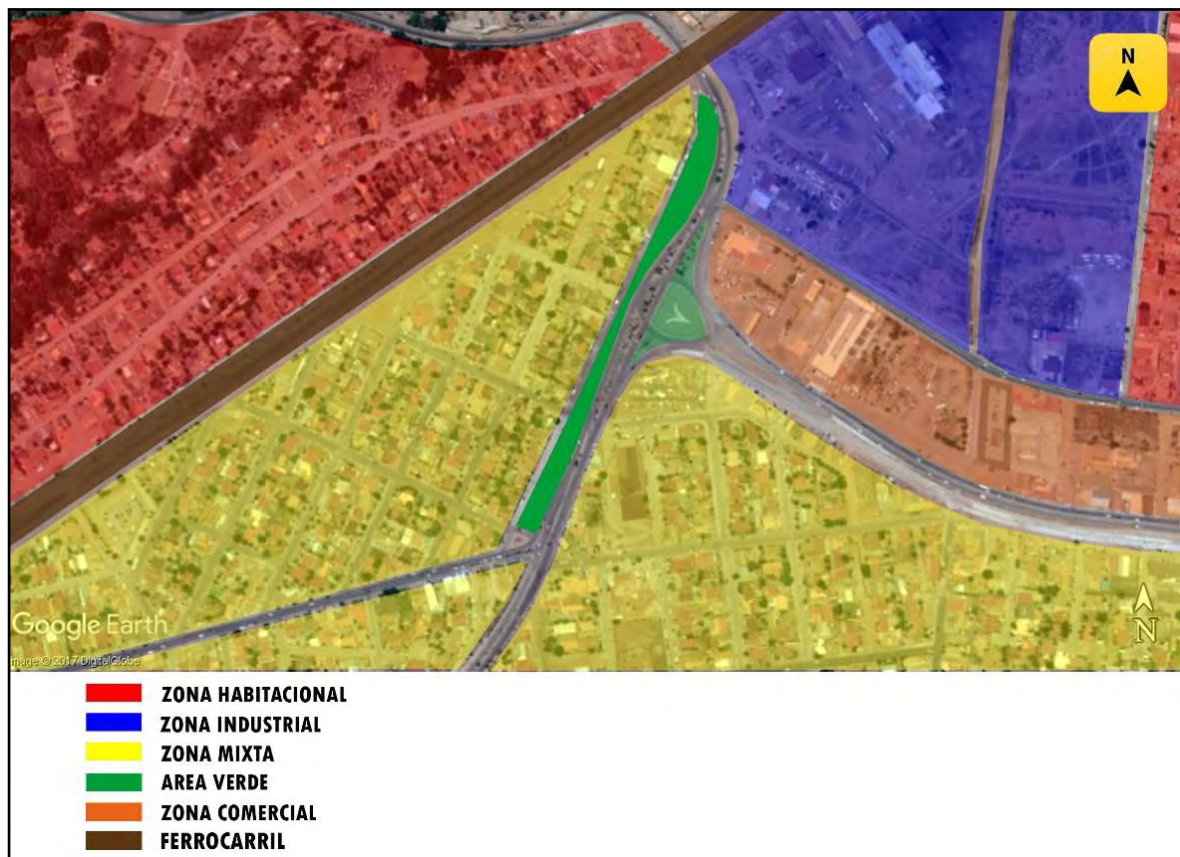 N
Google Earth
N
Image © 2017 DigitalGlobe
ZONA HABITACIONAL
ZONA INDUSTRIAL
ZONA MIXTA
AREA VERDE
ZONA COMERCIAL
FERROCARRIL